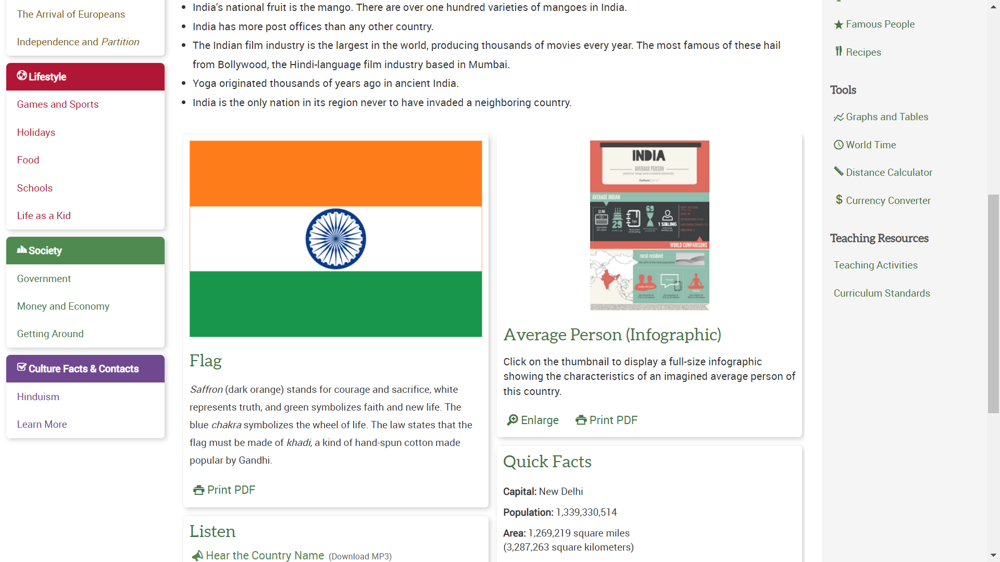 The Arrival of Europeans
Independence and Partition
Lifestyle
Games and Sports
Holidays
Food
Schools
Life as a Kid
Society
Government
Money and Economy
Getting Around
Culture Facts & Contacts
Hinduism
Learn More
India’s national fruit is the mango. There are over one hundred varieties of mangoes in India.
India has more post offices than any other country.
The Indian film industry is the largest in the world, producing thousands of movies every year. The most famous of these hail
from Bollywood, the Hindi-language film industry based in Mumbai.
Yoga originated thousands of years ago in ancient India.
India is the only nation in its region never to have invaded a neighboring country.
Flag
Saffron (dark orange) stands for courage and sacrifice, white
represents truth, and green symbolizes faith and new life. The
blue chakra symbolizes the wheel of life. The law states that the
flag must be made of khadi, a kind of hand-spun cotton made
popular by Gandhi.
Print PDF
Listen
Hear the Country Name (Download MP3)
INDIA
AVERAGE PERSON
AVERAGE INDIAN
29
69
1 SIBLING
WORLD COMPARISONS
rural resident
Average Person (Infographic)
Click on the thumbnail to display a full-size infographic
showing the characteristics of an imagined average person of
this country.
Enlarge
Print PDF
Quick Facts
Capital: New Delhi
Population: 1,339,330,514
Area: 1,269,219 square miles
(3,287,263 square kilometers)
Famous People
Recipes
Tools
Graphs and Tables
World Time
Distance Calculator
Currency Converter
Teaching Resources
Teaching Activities
Curriculum Standards